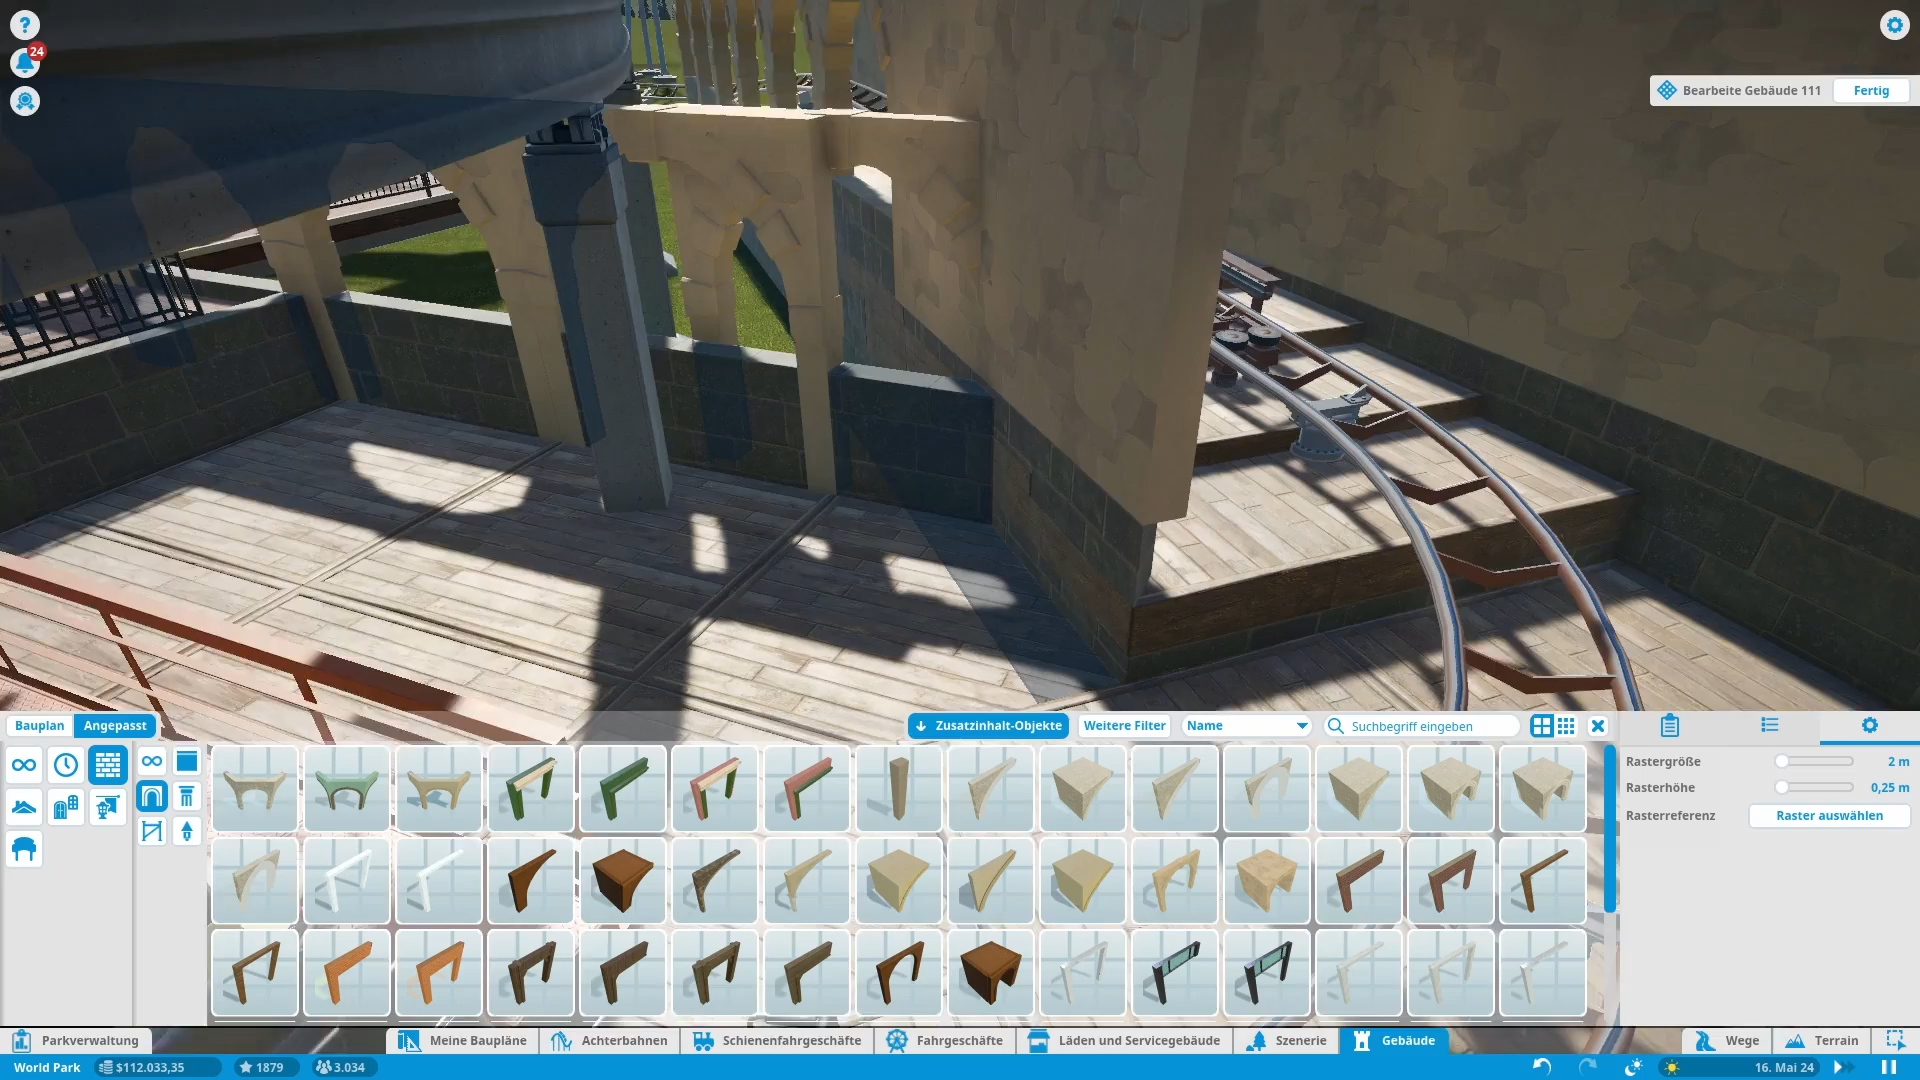 ?
24
Bearbeite Gebäude 111
Fertig
Bauplan
Angepasst
Zusatzinhalt-Objekte
Weitere Filter
Name
Suchbegriff eingeben
Rastergröße
2 m
Rasterhöhe
0,25 m
Rasterreferenz
Raster auswählen
Parkverwaltung
Meine Baupläne
Achterbahnen
Schienenfahrgeschäfte
Fahrgeschäfte
Läden und Servicegebäude
Szenerie
Gebäude
Wege
Terrain
World Park
$112.033,35
1879
3.034
16. Mai 24